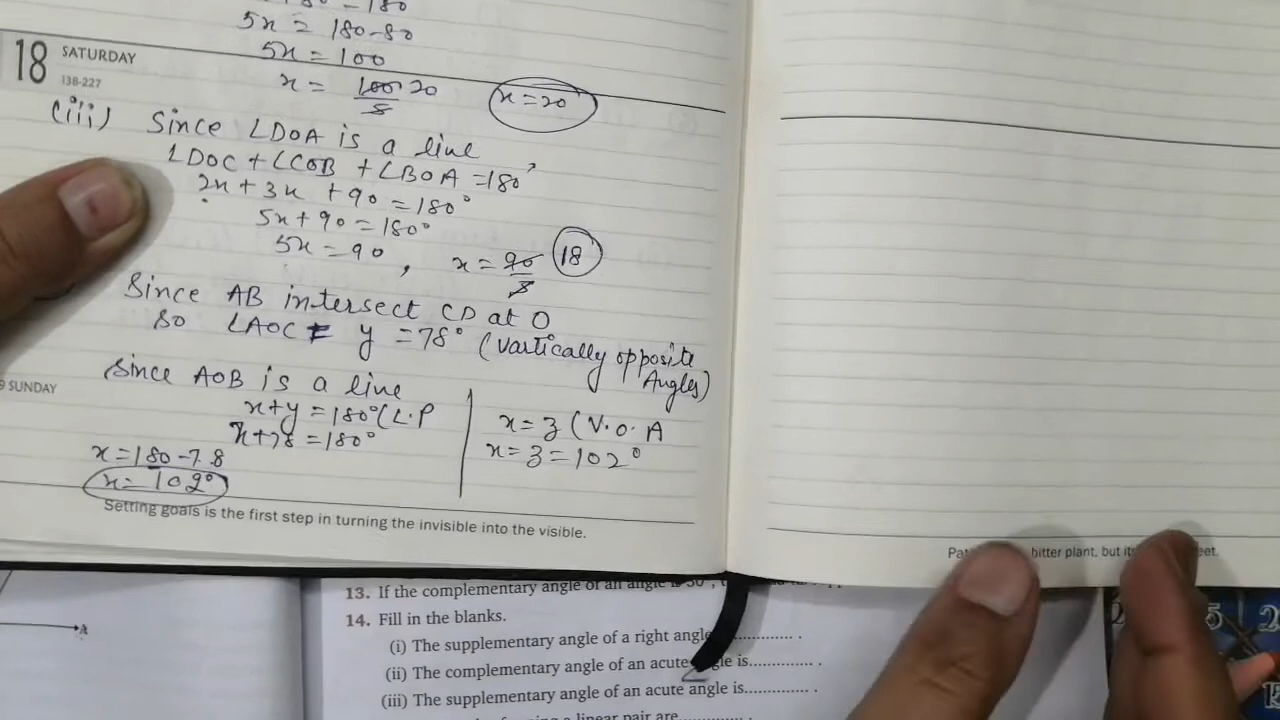 5x = 180-80
18 SATURDAY
5x = 100
138-227
x = 100/5 20
x = 20
(iii) Since ∠DOA is a line
∠DOC + ∠COB + ∠BOA = 180°
2x + 3x + 90 = 180°
5x + 90 = 180°
5x = 90 , x = 90/5 18
Since AB intersect CD at O
So ∠AOC = y = 78° (Vartically opposite Angles)
SUNDAY
Since AOB is a line
x+y = 180° (L.P
x+78 = 180°
x = 180-78
x = 102°
x = z (V.O.A
x = z = 102°
Setting goals is the first step in turning the invisible into the visible.
bitter plant, but
13. If the complementary angle of an angle is
14. Fill in the blanks.
(i) The supplementary angle of a right angle ............ .
(ii) The complementary angle of an acute angle is.............. .
(iii) The supplementary angle of an acute angle is.............. .
a linear pair are